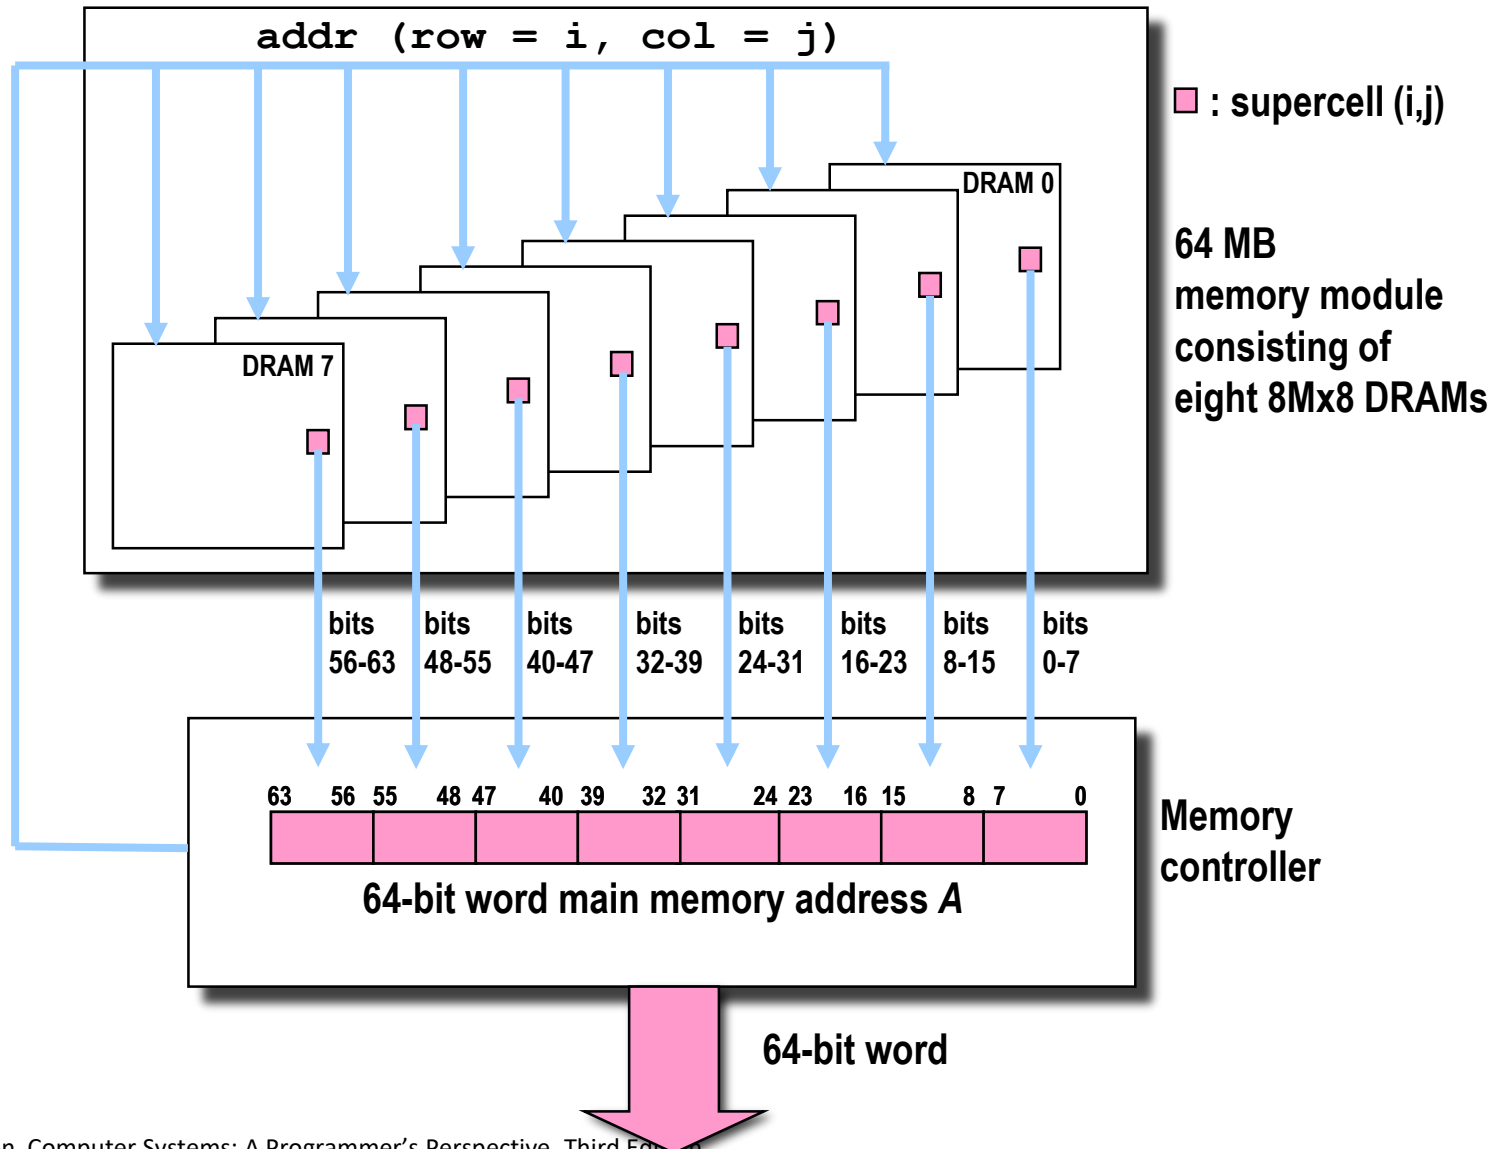 addr (row = i, col = j)
: supercell (i,j)
DRAM 0
64 MB
memory module
consisting of
eight 8Mx8 DRAMs
DRAM 7
bits bits bits bits bits bits bits bits
56-63 48-55 40-47 32-39 24-31 16-23 8-15 0-7
63 56 55 48 47 40 39 32 31 24 23 16 15 8 7 0
Memory
controller
64-bit word main memory address A
64-bit word
Computer Systems: A Programmer's Perspective, Third